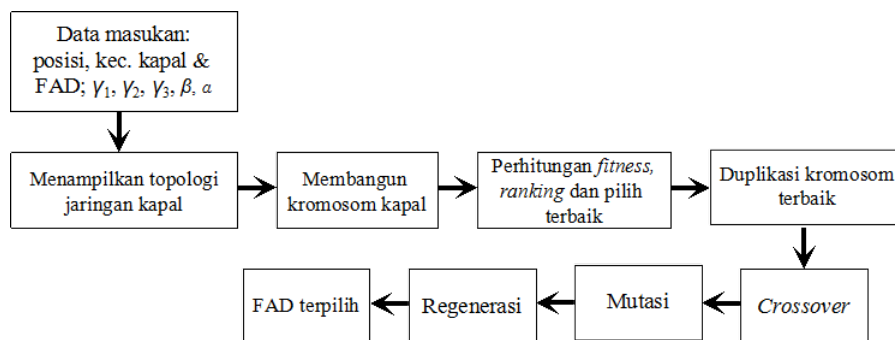 Data masukan:
posisi, kec. kapal &
FAD; γ₁, γ₂, γ₃, β, α
Menampilkan topologi
jaringan kapal
Membangun
kromosom kapal
Perhitungan fitness,
ranking dan pilih
terbaik
Duplikasi kromosom
terbaik
Crossover
Mutasi
Regenerasi
FAD terpilih